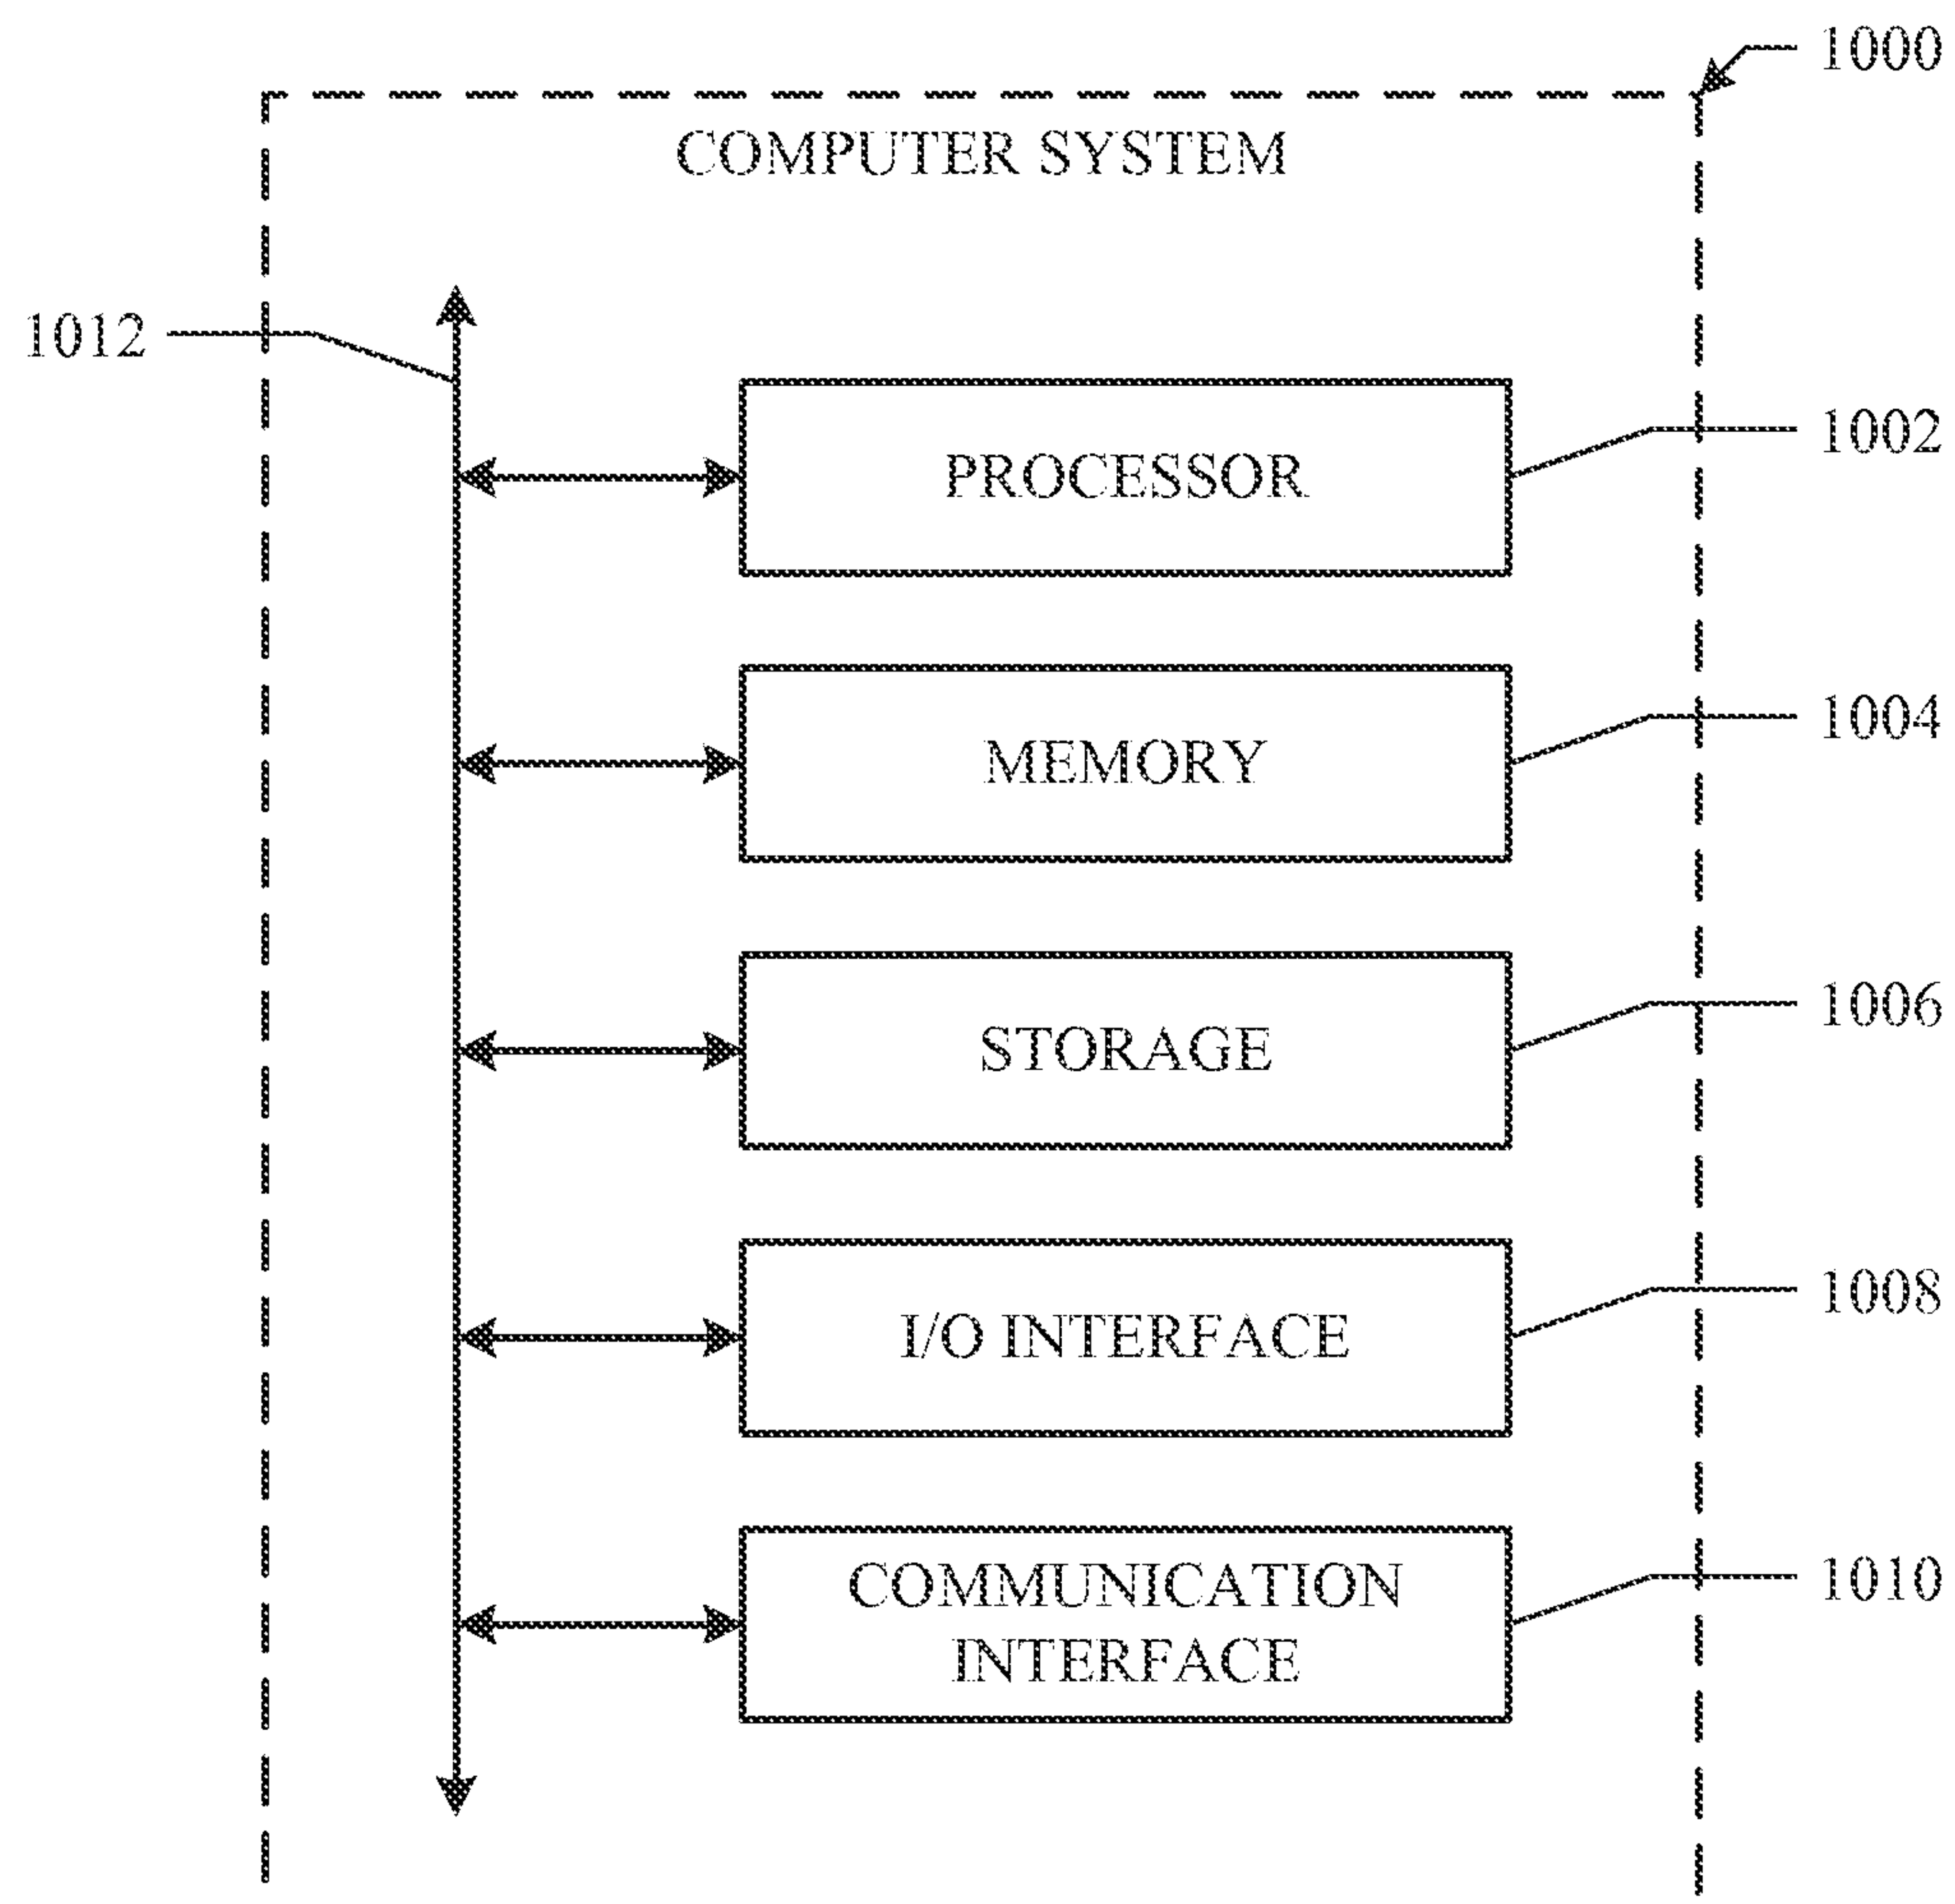 1000
COMPUTER SYSTEM
1012
PROCESSOR
1002
MEMORY
1004
STORAGE
1006
I/O INTERFACE
1008
COMMUNICATION
INTERFACE
1010